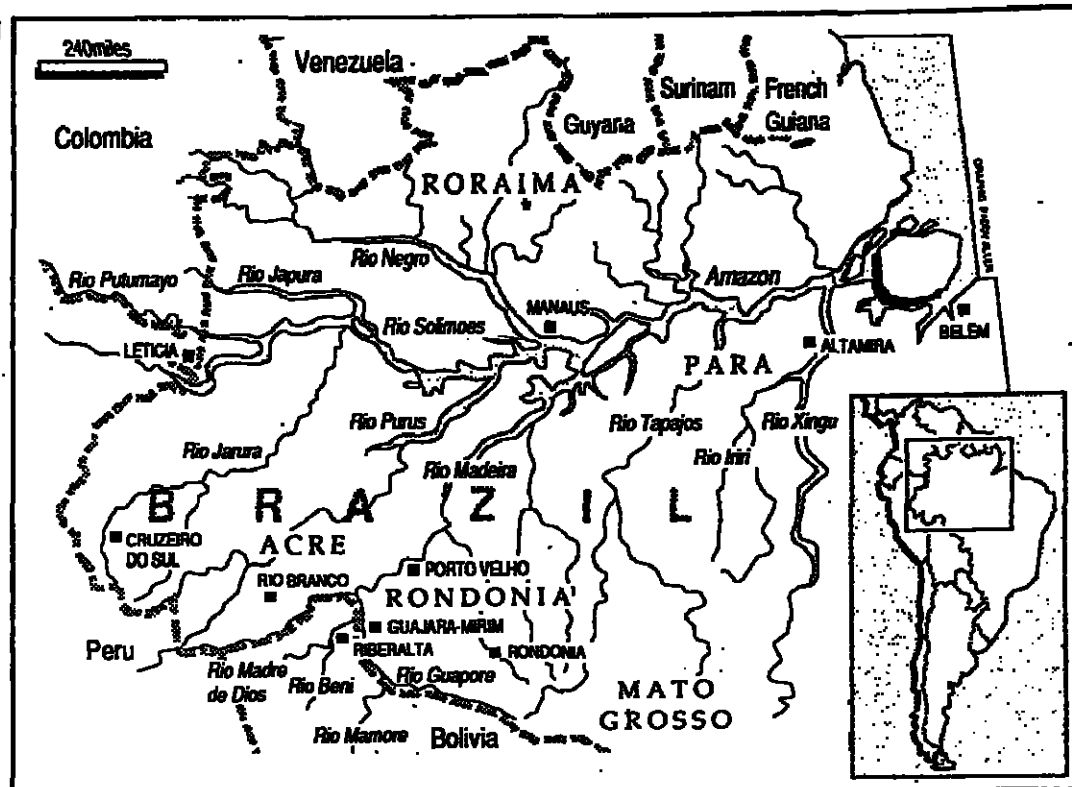 240miles
Venezuela
Colombia
Surinam
French
Guiana
Guyana
RORAIMA
Rio Negro
Rio Japura
Rio Putumayo
Amazon
MANAUS
Rio Solimoes
LETICIA
BELEM
ALTAMIRA
PARA
Rio Purus
Rio Tapajos
Rio Xingu
Rio Jarura
Rio Madeira
Rio Iriri
BRAZIL
CRUZEIRO
DO SUL
ACRE
RIO BRANCO
PORTO VELHO
RONDONIA
GUAJARA-MIRIM
RIBERALTA
RONDONIA
Peru
Rio Madre
de Dios
Rio Beni
Rio Guapore
MATO
GROSSO
Rio Mamore
Bolivia